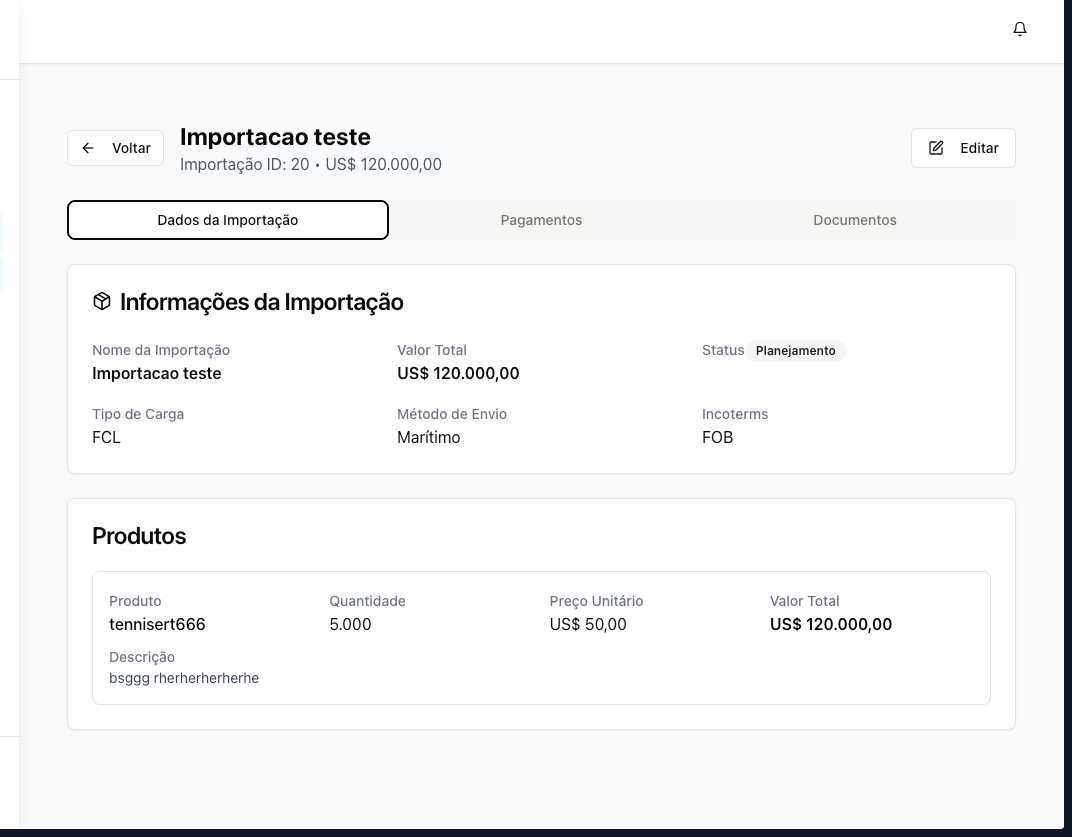 Voltar
Importacao teste
Importação ID: 20 • US$ 120.000,00
Editar
Dados da Importação
Pagamentos
Documentos
Informações da Importação
Nome da Importação
Importacao teste
Valor Total
US$ 120.000,00
Status
Planejamento
Tipo de Carga
FCL
Método de Envio
Marítimo
Incoterms
FOB
Produtos
Produto
tennisert666
Quantidade
5.000
Preço Unitário
US$ 50,00
Valor Total
US$ 120.000,00
Descrição
bsggg rherherherherhe